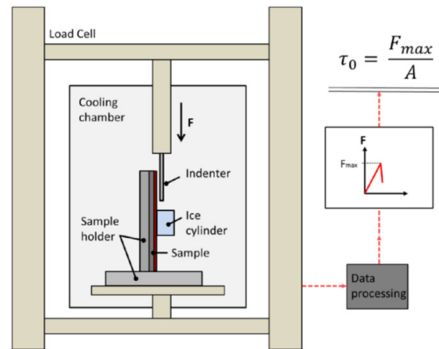 Load Cell
Cooling
chamber
F
Indenter
Ice
cylinder
Sample
holder
Sample
τ₀ = Fmax / A
F
Fmax
Data
processing